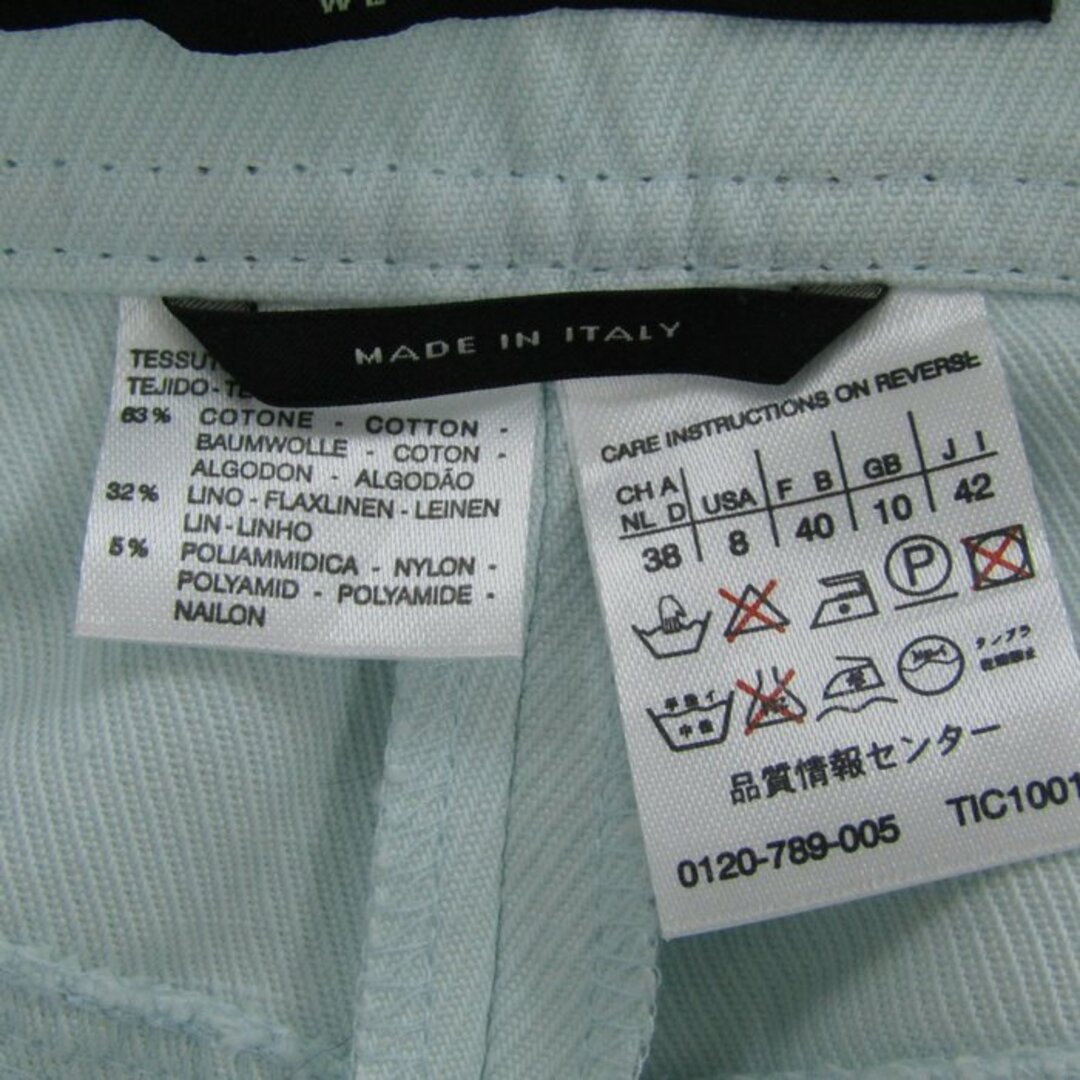 MADE IN ITALY
TEJIDO
63% COTONE - COTTON -
BAUMWOLLE - COTON -
ALGODON - ALGODÃO
32% LINO - FLAXLINEN - LEINEN
LIN - LINHO
5% POLIAMMIDICA - NYLON -
POLYAMID - POLYAMIDE -
NAILON
CARE INSTRUCTIONS ON REVERSE
CH A USA F B GB J I
NL D
38 8 40 10 42
P
手洗イ
中性
タンブラ
乾燥禁止
品質情報センター
0120-789-005 TIC1001